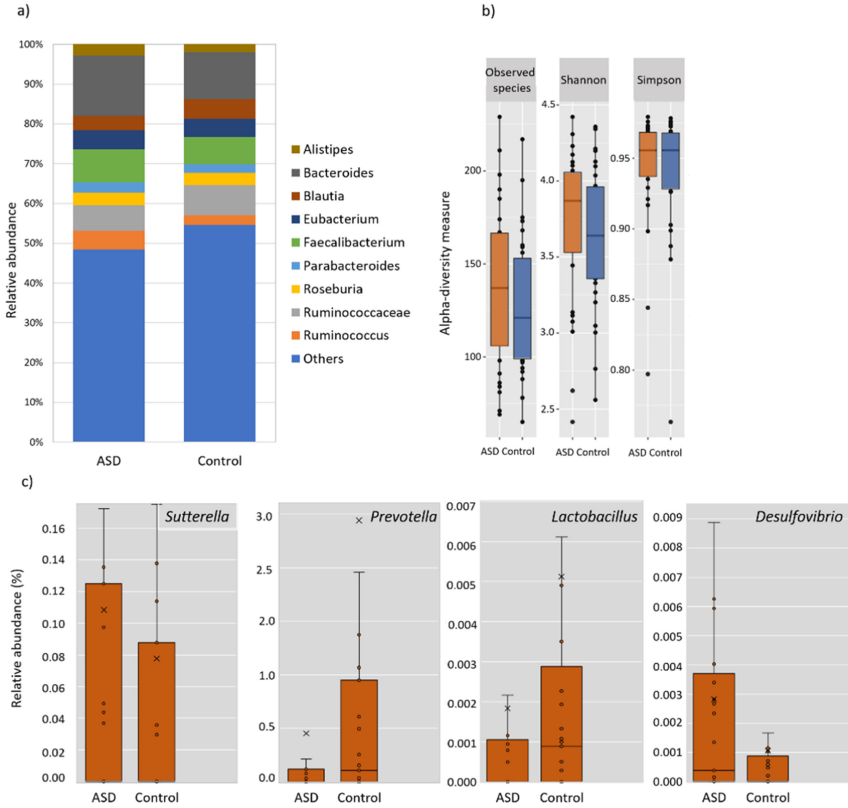 a)
100%
90%
80%
70%
60%
50%
40%
30%
20%
10%
0%
Relative abundance
ASD
Control
Alistipes
Bacteroides
Blautia
Eubacterium
Faecalibacterium
Parabacteroides
Roseburia
Ruminoccaceae
Ruminococcus
Others
b)
Alpha-diversity measure
Observed
species
200
150
100
ASD Control
Shannon
4.5
4.0
3.5
3.0
2.5
ASD Control
Simpson
0.95
0.90
0.85
0.80
ASD Control
c)
Relative abundance (%)
Sutterella
0.16
0.14
0.12
0.10
0.08
0.06
0.04
0.02
0.00
ASD
Control
Prevotella
3.0
2.5
2.0
1.0
0.5
0.0
ASD
Control
Lactobacillus
0.007
0.006
0.005
0.004
0.003
0.002
0.001
0.000
ASD
Control
Desulfovibrio
0.009
0.008
0.007
0.006
0.005
0.004
0.003
0.002
0.001
0.000
ASD
Control